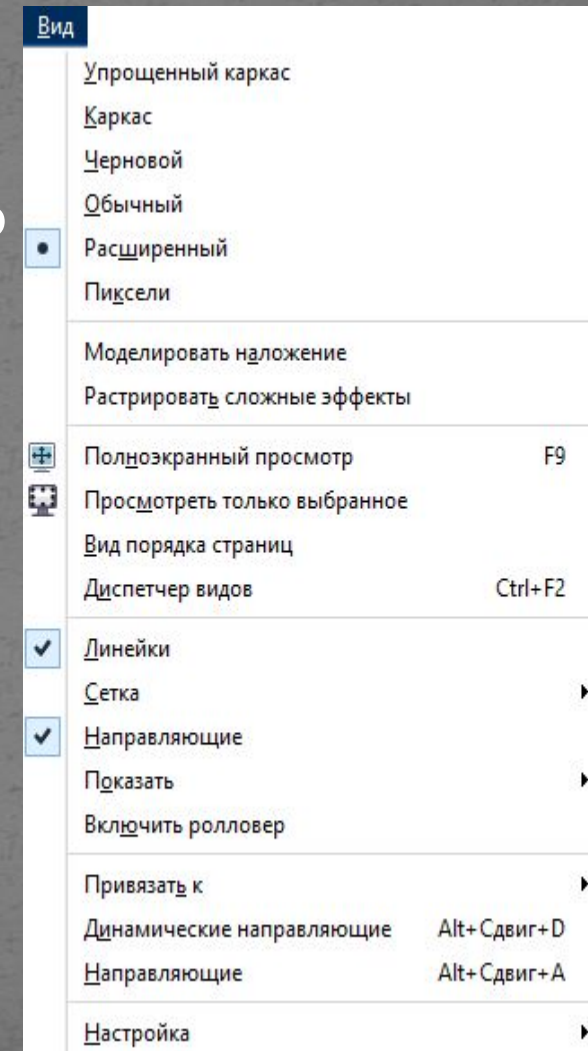 Вид
Упрощенный каркас
Каркас
Черновой
Обычный
Расширенный
Пиксели
Моделировать наложение
Растрировать сложные эффекты
Полноэкранный просмотр F9
Просмотреть только выбранное
Вид порядка страниц
Диспетчер видов Ctrl+F2
Линейки
Сетка
Направляющие
Показать
Включить ролловер
Привязать к
Динамические направляющие Alt+Сдвиг+D
Направляющие Alt+Сдвиг+A
Настройка